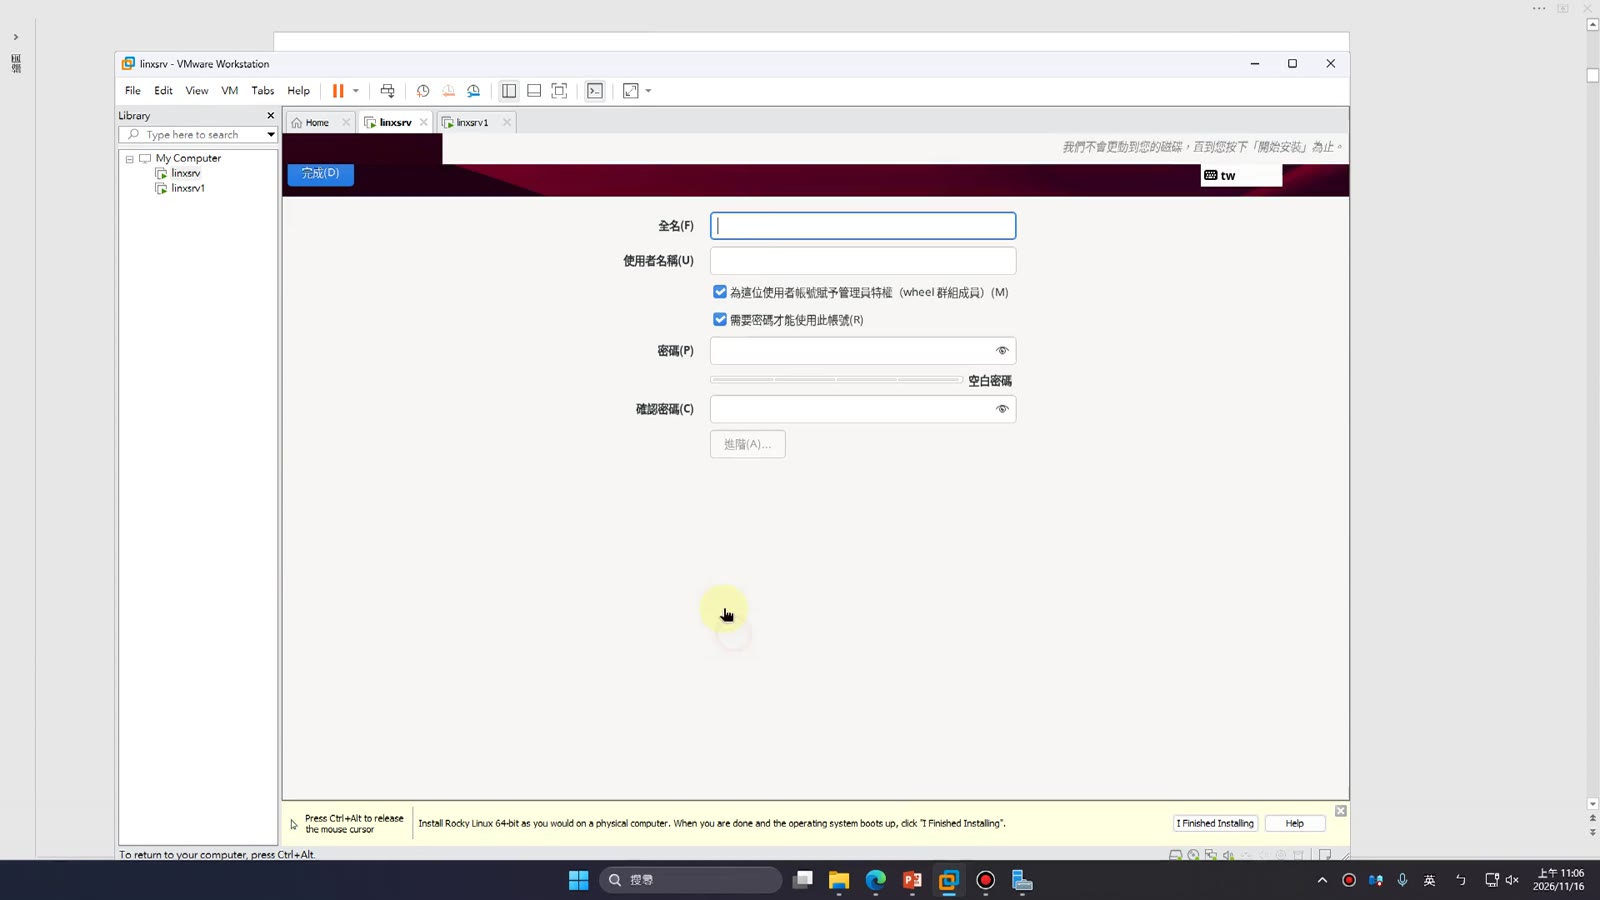 linxsrv - VMware Workstation
File Edit View VM Tabs Help
Library
Type here to search
My Computer
linxsrv
linxsrv1
Home
linxsrv
linxsrv1
我們不會更動到您的磁碟，直到您按下「開始安裝」為止。
完成(D)
tw
全名(F)
使用者名稱(U)
為這位使用者帳號賦予管理員特權（wheel 群組成員）(M)
需要密碼才能使用此帳號(R)
密碼(P)
空白密碼
確認密碼(C)
進階(A)...
Press Ctrl+Alt to release
the mouse cursor
Install Rocky Linux 64-bit as you would on a physical computer. When you are done and the operating system boots up, click "I Finished Installing".
I Finished Installing
Help
To return to your computer, press Ctrl+Alt.
搜尋
英
ㄅ
上午 11:06
2026/11/16